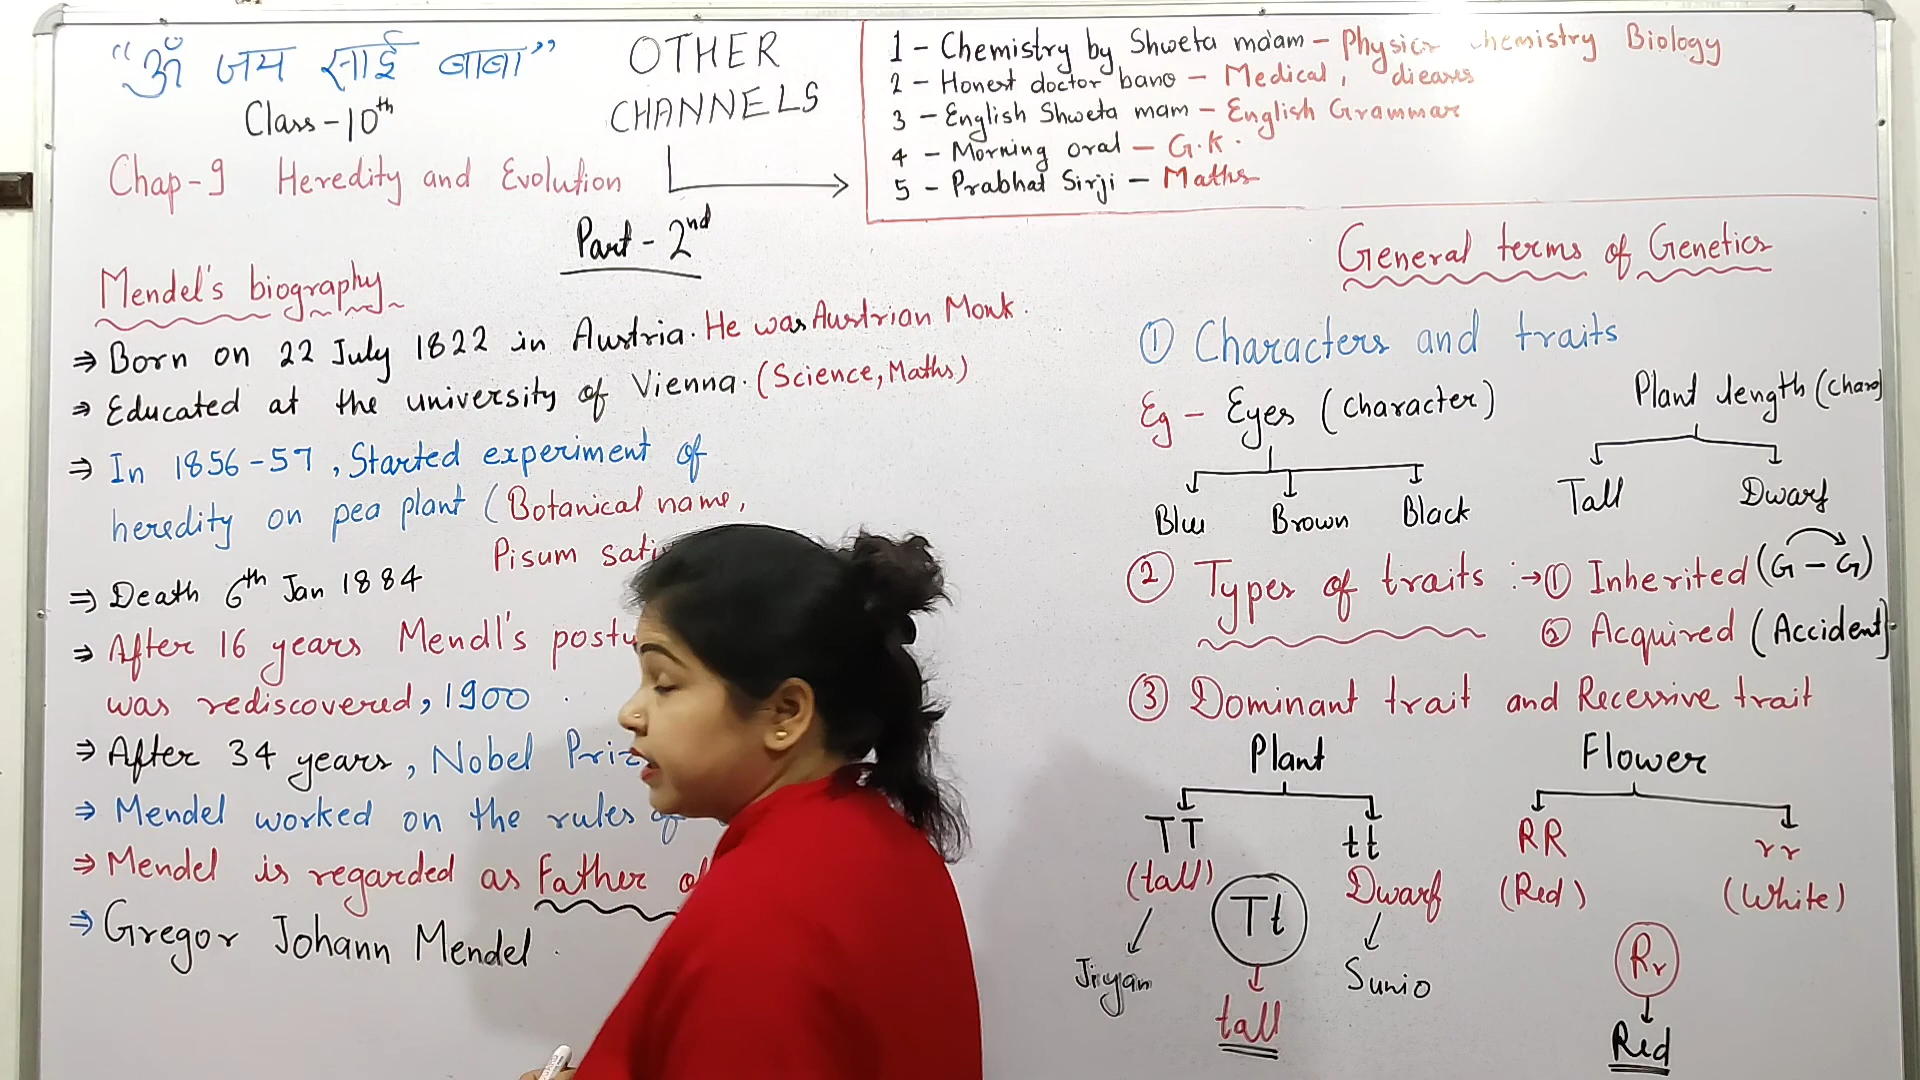 "ॐ जय साई बाबा"
Class-10th
Chap-9 Heredity and Evolution
OTHER
CHANNELS
1 - Chemistry by Shweta ma'am - Physics chemistry Biology
2 - Honest doctor bano - Medical, dieases
3 - English Shweta mam - English Grammar
4 - Morning oral - G.K.
5 - Prabhat Sirji - Maths
Part - 2nd
Mendel's biography
⇒ Born on 22 July 1822 in Austria. He was Austrian Monk.
⇒ Educated at the university of Vienna. (Science, Maths)
⇒ In 1856-57, Started experiment of
heredity on pea plant (Botanical name,
Pisum
⇒ Death 6th Jan 1884
⇒ After 16 years Mendl's
was rediscovered, 1900.
⇒ After 34 years, Nobel
⇒ Mendel worked on the rules of
⇒ Mendel is regarded as Father
⇒ Gregor Johann Mendel.
General terms of Genetics
① Characters and traits
Eg - Eyes (character)
Blue Brown Black
Plant length (Chara
Tall Dwarf
② Types of traits :→ ① Inherited (G - G)
② Acquired (Accident).
③ Dominant trait and Recessive trait
Plant
TT tt
(tall) Dwarf
Tt
Sunio
tall
Flower
RR rr
(Red) (White)
Rr
Red